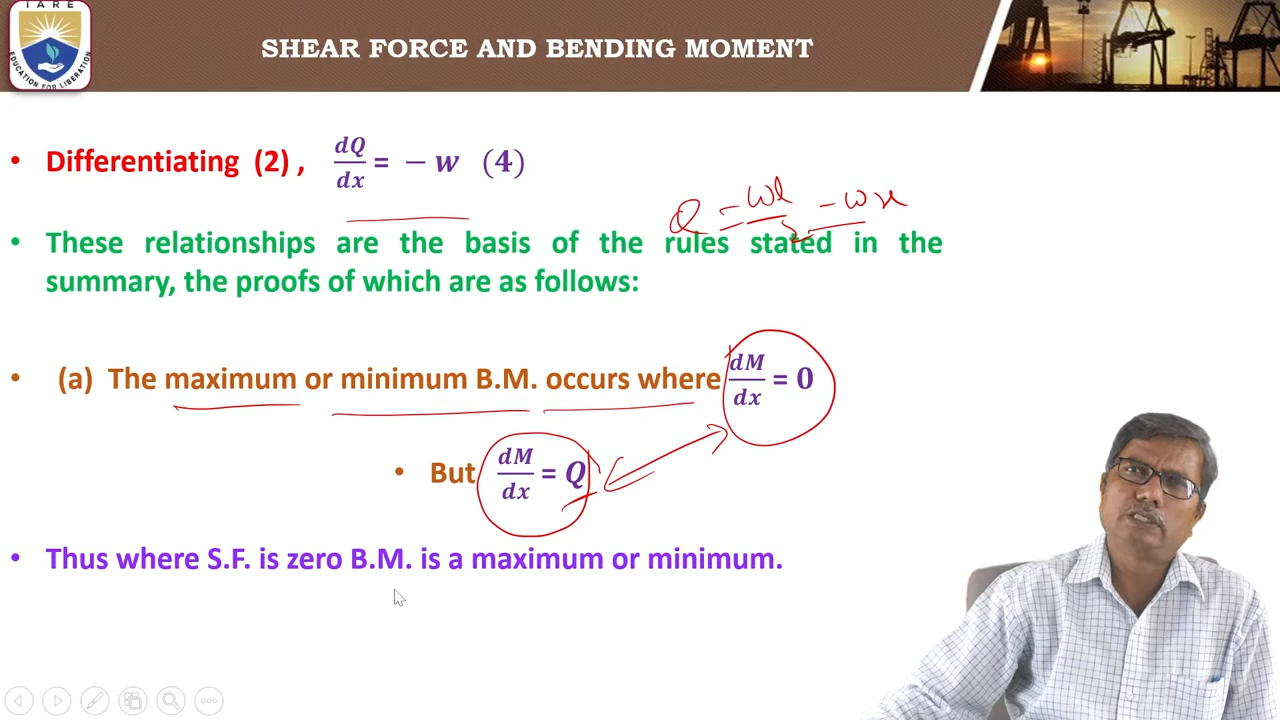 IARE
EDUCATION FOR LIBERATION
SHEAR FORCE AND BENDING MOMENT
• Differentiating (2) , dQ/dx = − w (4)
Q = wl/2 − wx
• These relationships are the basis of the rules stated in the
summary, the proofs of which are as follows:
• (a) The maximum or minimum B.M. occurs where dM/dx = 0
• But dM/dx = Q
• Thus where S.F. is zero B.M. is a maximum or minimum.